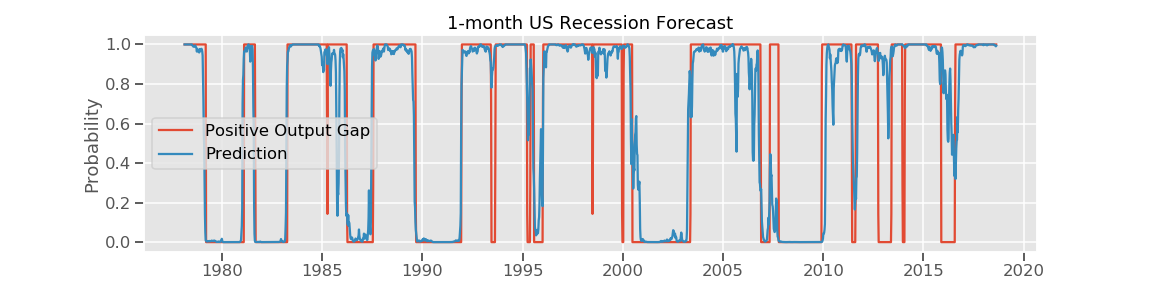 1-month US Recession Forecast
Probability
1.0
0.8
0.6
0.4
0.2
0.0
Positive Output Gap
Prediction
1980 1985 1990 1995 2000 2005 2010 2015 2020